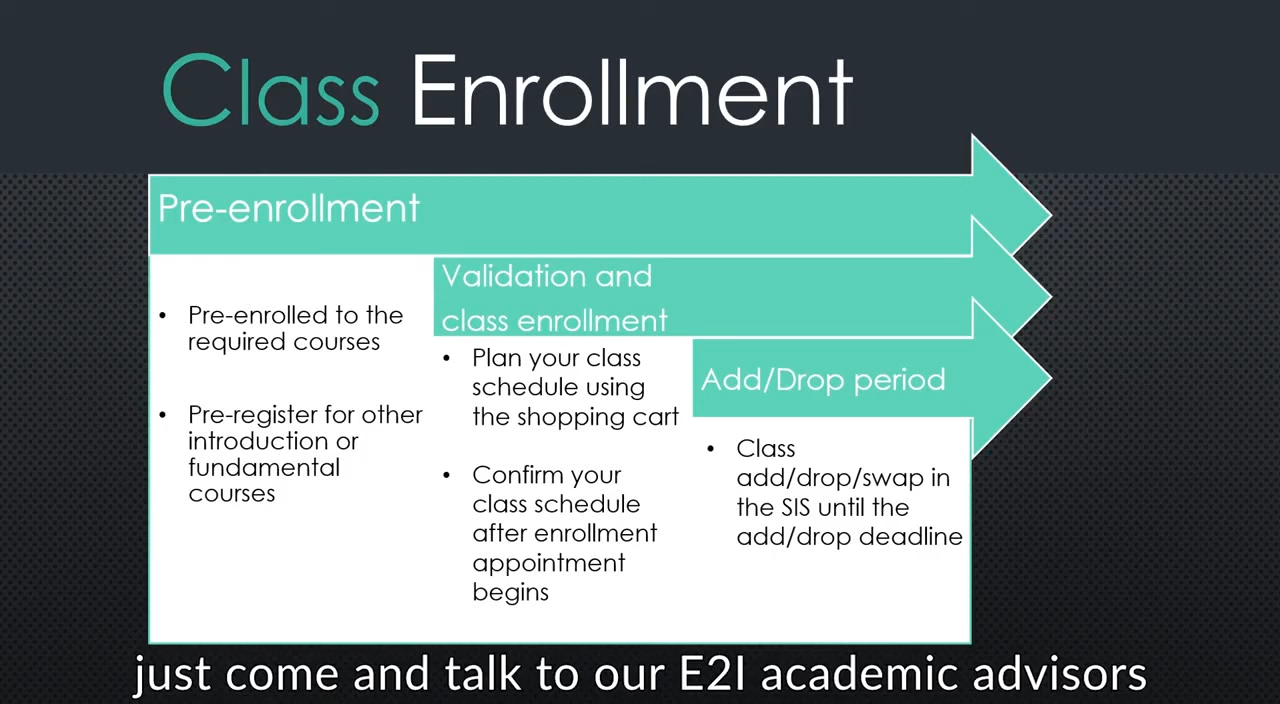 Class Enrollment
Pre-enrollment
• Pre-enrolled to the
required courses
• Pre-register for other
introduction or
fundamental
courses
Validation and
class enrollment
• Plan your class
schedule using
the shopping cart
• Confirm your
class schedule
after enrollment
appointment
begins
Add/Drop period
• Class
add/drop/swap in
the SIS until the
add/drop deadline
just come and talk to our E2I academic advisors